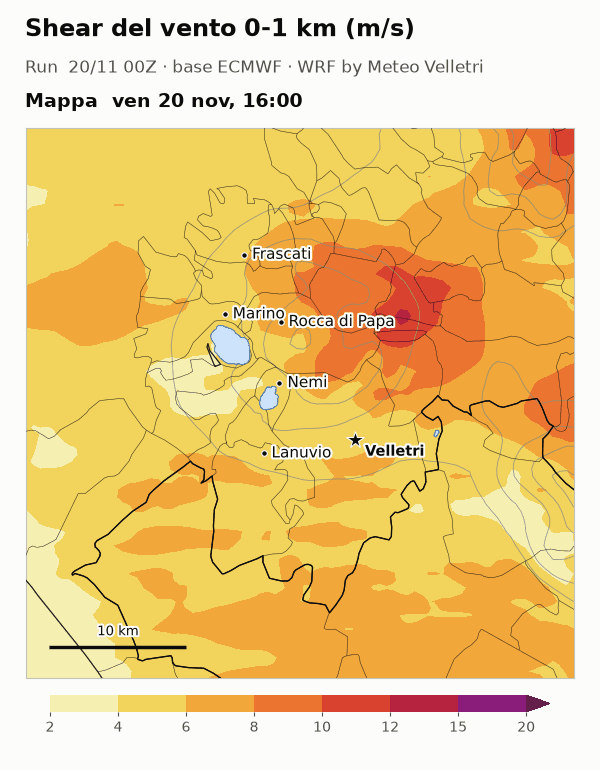 Shear del vento 0-1 km (m/s)
Run  20/11 00Z · base ECMWF · WRF by Meteo Velletri
Mappa  ven 20 nov, 16:00
Frascati
Marino
Rocca di Papa
Nemi
Velletri
Lanuvio
10 km
2 4 6 8 10 12 15 20